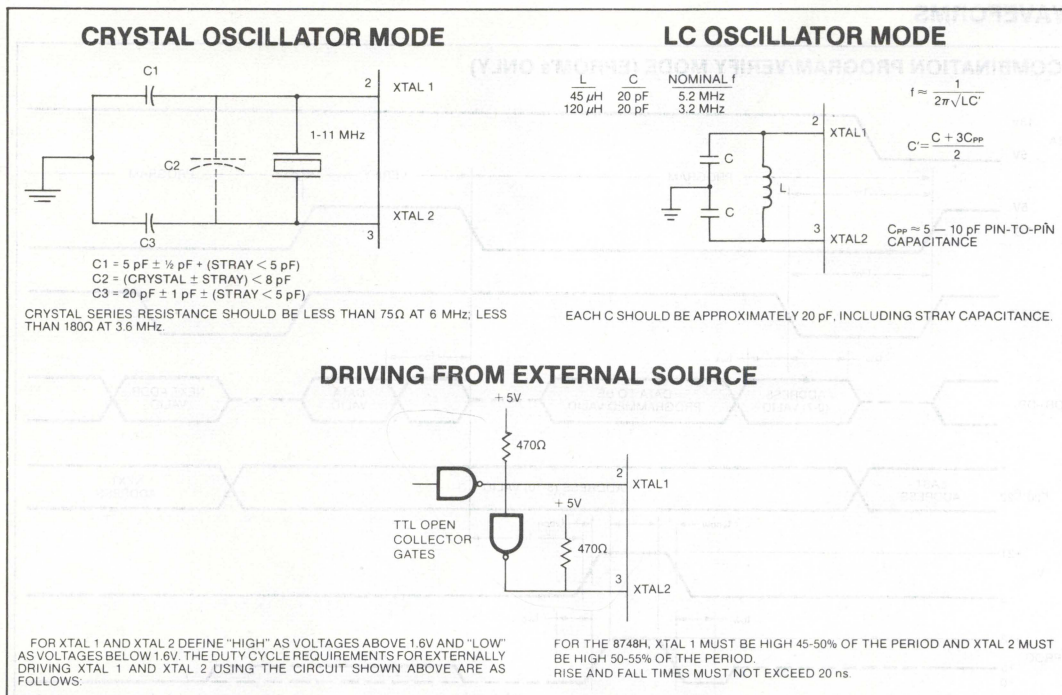 CRYSTAL OSCILLATOR MODE
C1
2
XTAL 1
1-11 MHz
C2
XTAL 2
3
C3
C1 = 5 pF ± ½ pF + (STRAY < 5 pF)
C2 = (CRYSTAL ± STRAY) < 8 pF
C3 = 20 pF ± 1 pF ± (STRAY < 5 pF)
CRYSTAL SERIES RESISTANCE SHOULD BE LESS THAN 75Ω AT 6 MHz; LESS
THAN 180Ω AT 3.6 MHz.
LC OSCILLATOR MODE
L C NOMINAL f
45 µH 20 pF 5.2 MHz
120 µH 20 pF 3.2 MHz
f ≈ 1 / 2π√LC'
C' = C + 3CPP / 2
2
XTAL1
C
L
C
3
XTAL2
CPP ≈ 5 — 10 pF PIN-TO-PIN
CAPACITANCE
EACH C SHOULD BE APPROXIMATELY 20 pF, INCLUDING STRAY CAPACITANCE.
DRIVING FROM EXTERNAL SOURCE
+ 5V
470Ω
2
XTAL1
+ 5V
TTL OPEN
COLLECTOR
GATES
470Ω
3
XTAL2
FOR XTAL 1 AND XTAL 2 DEFINE "HIGH" AS VOLTAGES ABOVE 1.6V AND "LOW"
AS VOLTAGES BELOW 1.6V. THE DUTY CYCLE REQUIREMENTS FOR EXTERNALLY
DRIVING XTAL 1 AND XTAL 2 USING THE CIRCUIT SHOWN ABOVE ARE AS
FOLLOWS:
FOR THE 8748H, XTAL 1 MUST BE HIGH 45-50% OF THE PERIOD AND XTAL 2 MUST
BE HIGH 50-55% OF THE PERIOD.
RISE AND FALL TIMES MUST NOT EXCEED 20 ns.